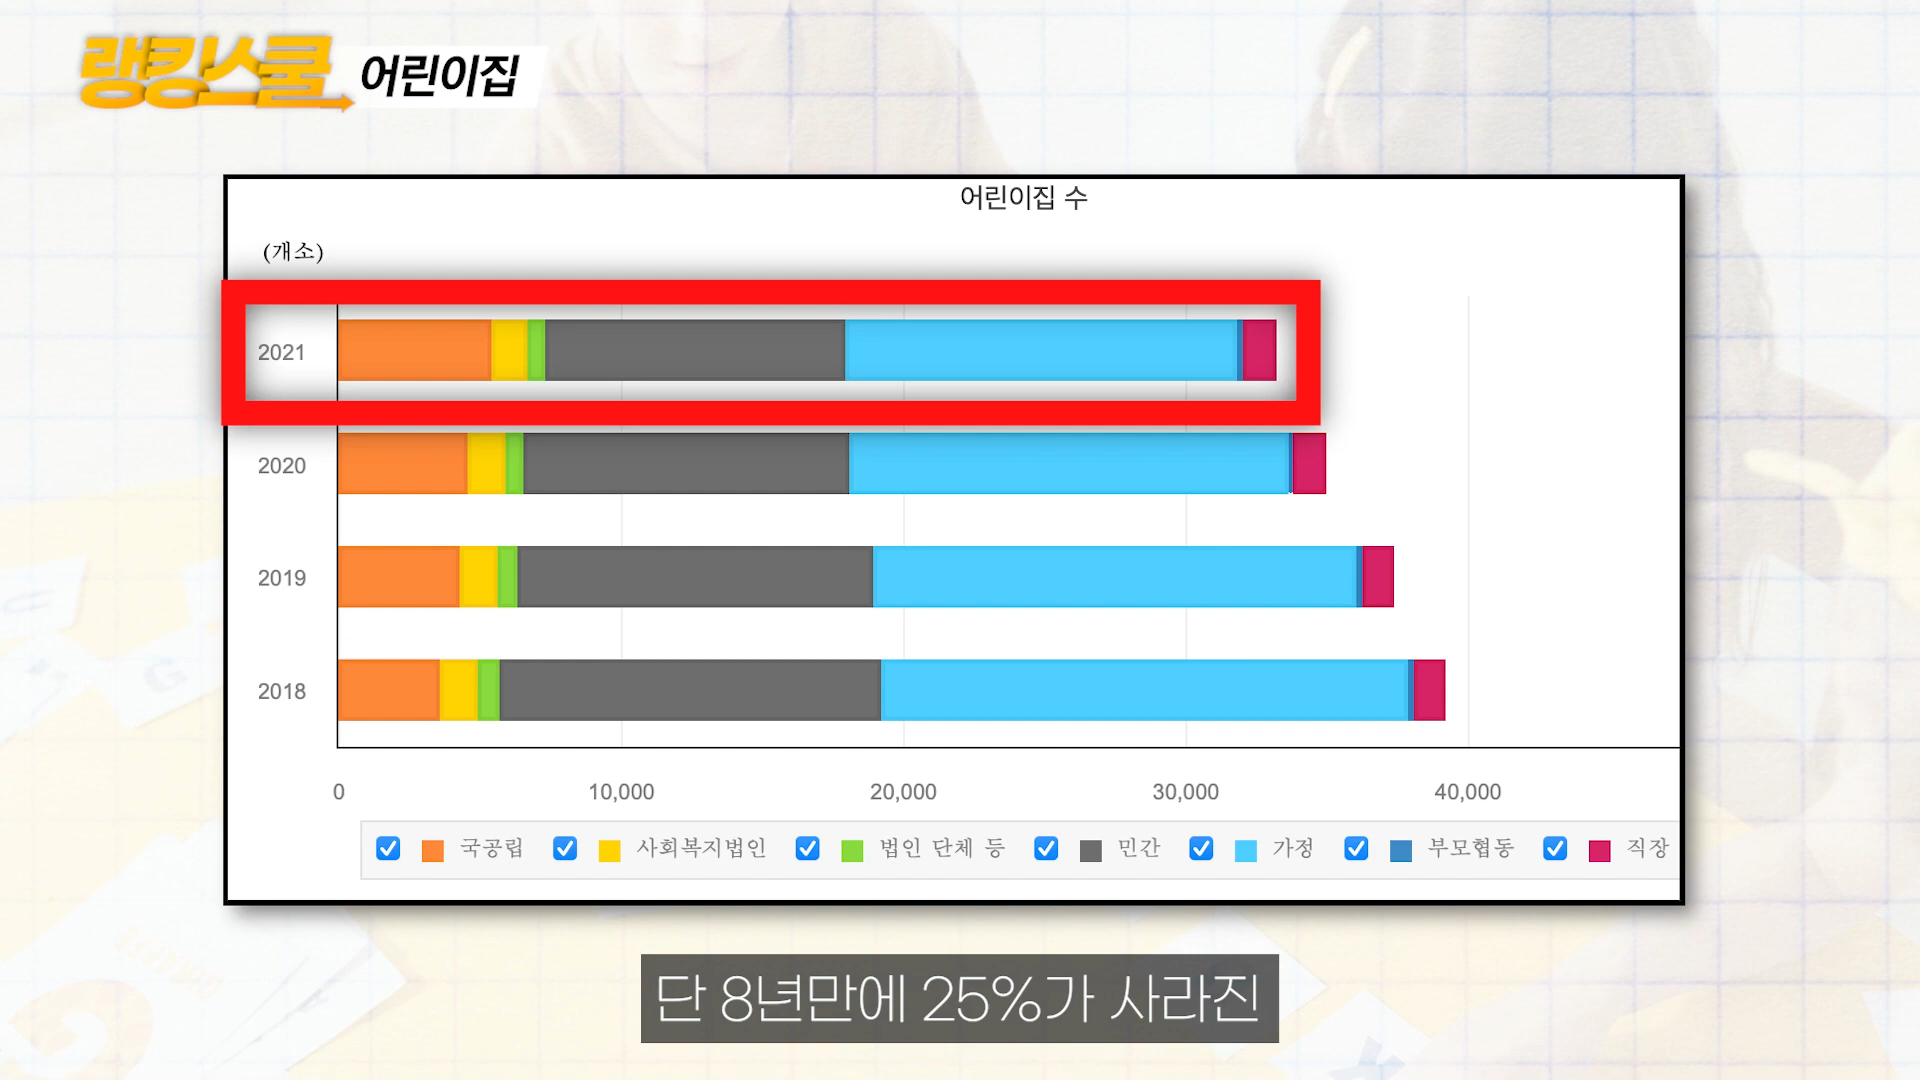 랭킹스쿨 어린이집
어린이집 수
(개소)
2021
2020
2019
2018
0 10,000 20,000 30,000 40,000
국공립 사회복지법인 법인 단체 등 민간 가정 부모협동 직장
단 8년만에 25%가 사라진